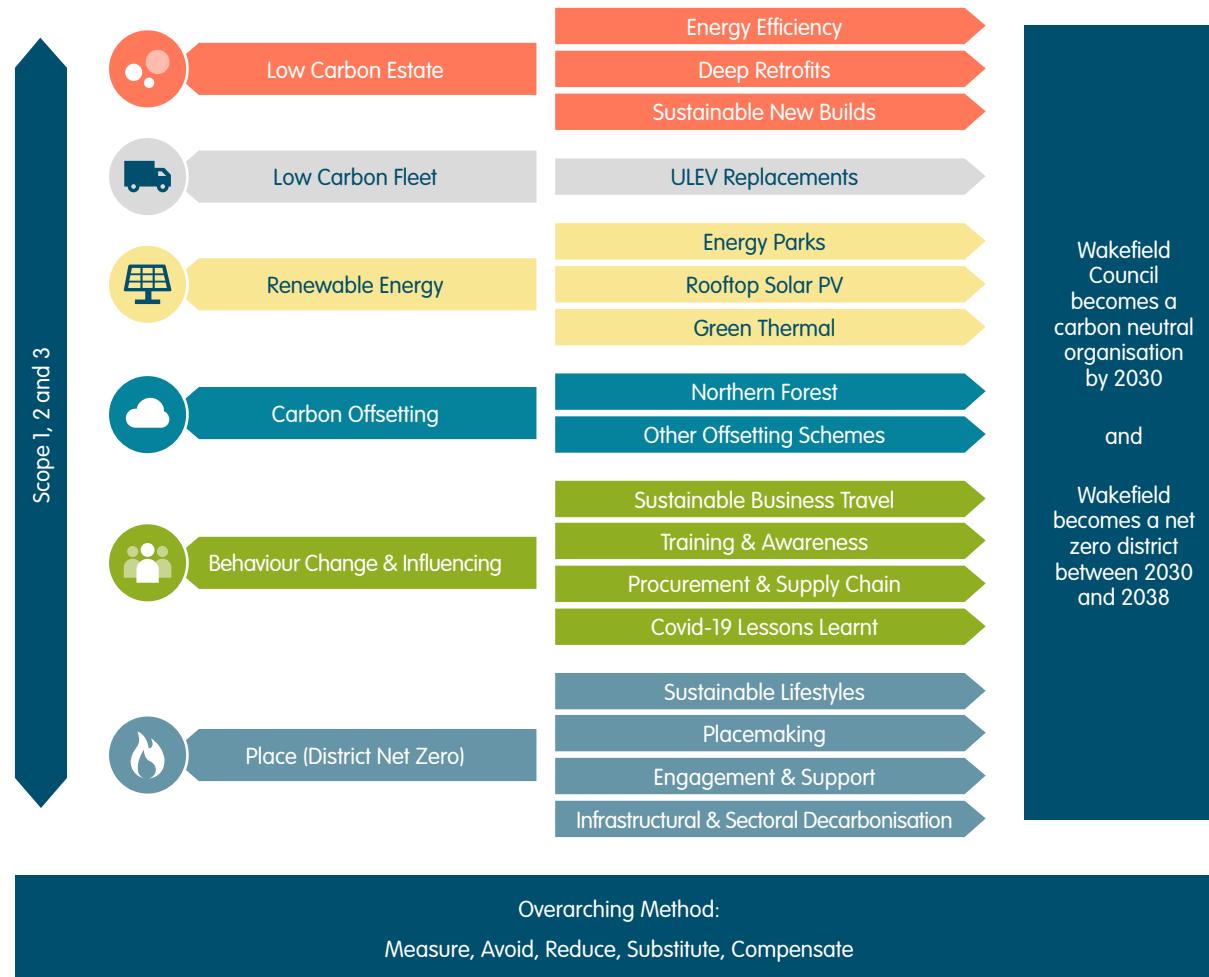 Scope 1, 2 and 3
Low Carbon Estate
Energy Efficiency
Deep Retrofits
Sustainable New Builds
Low Carbon Fleet
ULEV Replacements
Renewable Energy
Energy Parks
Rooftop Solar PV
Green Thermal
Carbon Offsetting
Northern Forest
Other Offsetting Schemes
Behaviour Change & Influencing
Sustainable Business Travel
Training & Awareness
Procurement & Supply Chain
Covid-19 Lessons Learnt
Place (District Net Zero)
Sustainable Lifestyles
Placemaking
Engagement & Support
Infrastructural & Sectoral Decarbonisation
Wakefield
Council
becomes a
carbon neutral
organisation
by 2030
and
Wakefield
becomes a net
zero district
between 2030
and 2038
Overarching Method:
Measure, Avoid, Reduce, Substitute, Compensate